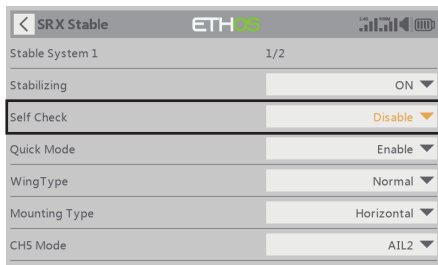 SRX Stable ETHOS
Stable System 1 1/2
Stabilizing ON
Self Check Disable
Quick Mode Enable
WingType Normal
Mounting Type Horizontal
CH5 Mode AIL2